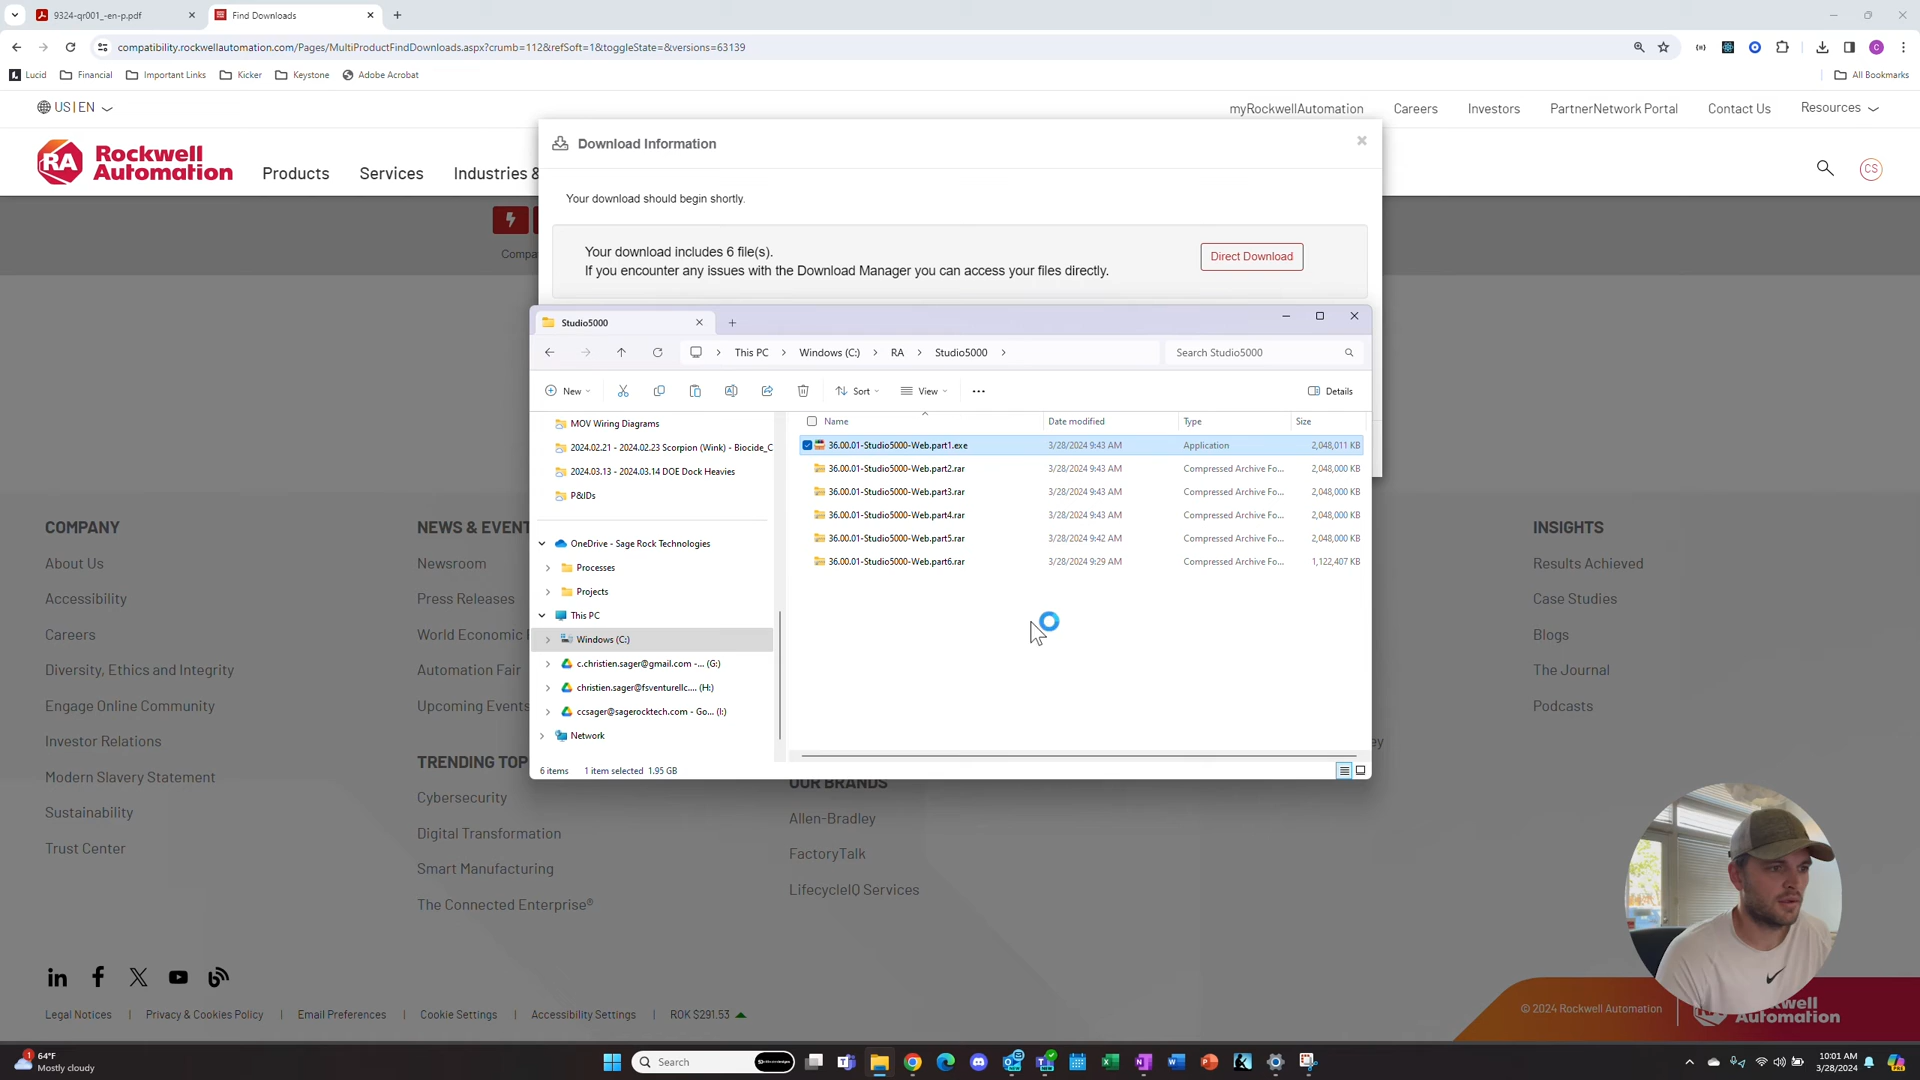 9324-qr001_-en-p.pdf
Find Downloads
compatibility.rockwellautomation.com/Pages/MultiProductFindDownloads.aspx?crumb=112&refSoft=1&toggleState=&versions=63139
C
Lucid
Financial
Important Links
Kicker
Keystone
Adobe Acrobat
All Bookmarks
US|EN
myRockwellAutomation
Careers
Investors
PartnerNetwork Portal
Contact Us
Resources
RA Rockwell
Automation
Products
Services
Industries &
CS
Download Information
Your download should begin shortly.
Your download includes 6 file(s).
If you encounter any issues with the Download Manager you can access your files directly.
Direct Download
Compa
Studio5000
This PC
Windows (C:)
RA
Studio5000
Search Studio5000
New
Sort
View
Details
Name
Date modified
Type
Size
36.00.01-Studio5000-Web.part1.exe 3/28/2024 9:43 AM Application 2,048,011 KB
36.00.01-Studio5000-Web.part2.rar 3/28/2024 9:43 AM Compressed Archive Fo... 2,048,000 KB
36.00.01-Studio5000-Web.part3.rar 3/28/2024 9:43 AM Compressed Archive Fo... 2,048,000 KB
36.00.01-Studio5000-Web.part4.rar 3/28/2024 9:43 AM Compressed Archive Fo... 2,048,000 KB
36.00.01-Studio5000-Web.part5.rar 3/28/2024 9:42 AM Compressed Archive Fo... 2,048,000 KB
36.00.01-Studio5000-Web.part6.rar 3/28/2024 9:29 AM Compressed Archive Fo... 1,122,407 KB
MOV Wiring Diagrams
2024.02.21 - 2024.02.23 Scorpion (Wink) - Biocide_C
2024.03.13 - 2024.03.14 DOE Dock Heavies
P&IDs
OneDrive - Sage Rock Technologies
Processes
Projects
This PC
Windows (C:)
c.christien.sager@gmail.com -... (G:)
christien.sager@fsventurellc.... (H:)
ccsager@sagerocktech.com - Go... (I:)
Network
6 items
1 item selected 1.95 GB
COMPANY
About Us
Accessibility
Careers
Diversity, Ethics and Integrity
Engage Online Community
Investor Relations
Modern Slavery Statement
Sustainability
Trust Center
NEWS & EVENT
Newsroom
Press Releases
World Economic F
Automation Fair
Upcoming Events
TRENDING TOP
Cybersecurity
Digital Transformation
Smart Manufacturing
The Connected Enterprise®
OUR BRANDS
Allen-Bradley
FactoryTalk
LifecycleIQ Services
ey
INSIGHTS
Results Achieved
Case Studies
Blogs
The Journal
Podcasts
Legal Notices | Privacy & Cookies Policy | Email Preferences | Cookie Settings | Accessibility Settings | ROK $291.53
© 2024 Rockwell Automation
well
Automation
1
64°F
Mostly cloudy
Search
10:01 AM
3/28/2024